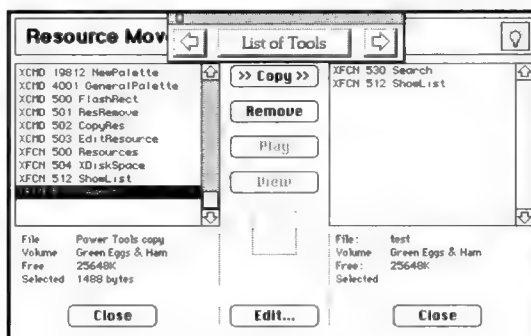 Resource Mov
List of Tools
XCMD 19812 NewPalette
XCMD 4001 GeneralPalette
XCMD 500 FlashRect
XCMD 501 ResRemove
XCMD 502 CopyRes
XCMD 503 EditResource
XFCN 500 Resources
XFCN 504 XDiskSpace
XFCN 512 ShowList
>> Copy >>
Remove
Play
View
XFCN 530 Search
XFCN 512 ShowList
File Power Tools copy
Volume Green Eggs & Ham
Free 25648K
Selected 1488 bytes
File: test
Volume Green Eggs & Ham
Free: 25648K
Selected
Close
Edit...
Close